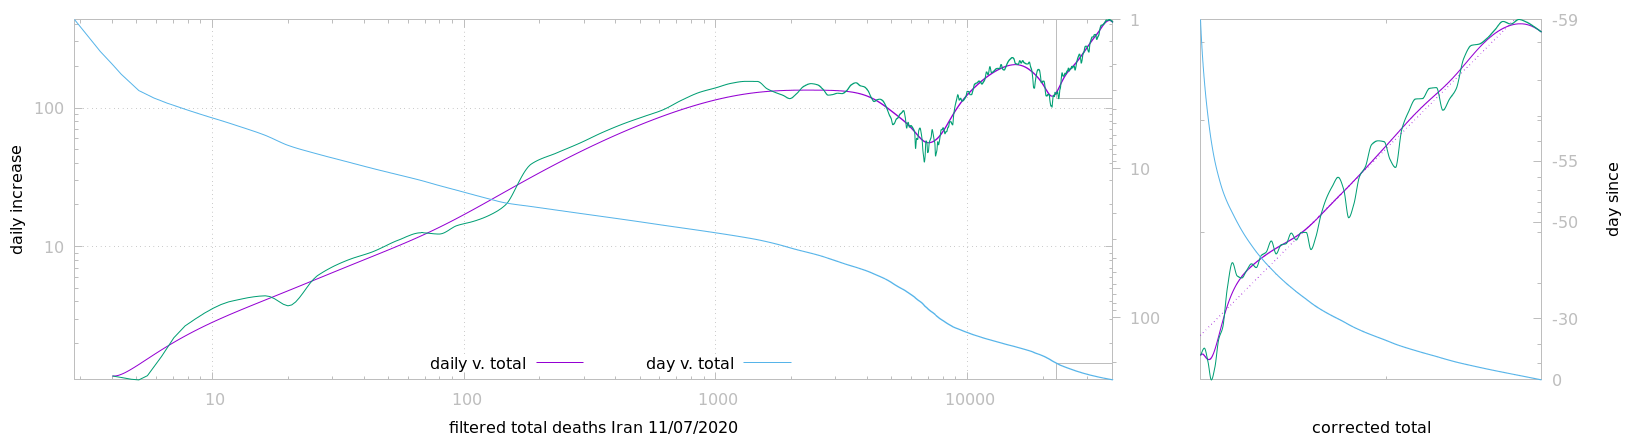 1
-59
100
daily increase
10
-55
day since
-50
10
100
-30
daily v. total
day v. total
0
10
100
1000
10000
filtered total deaths Iran 11/07/2020
corrected total